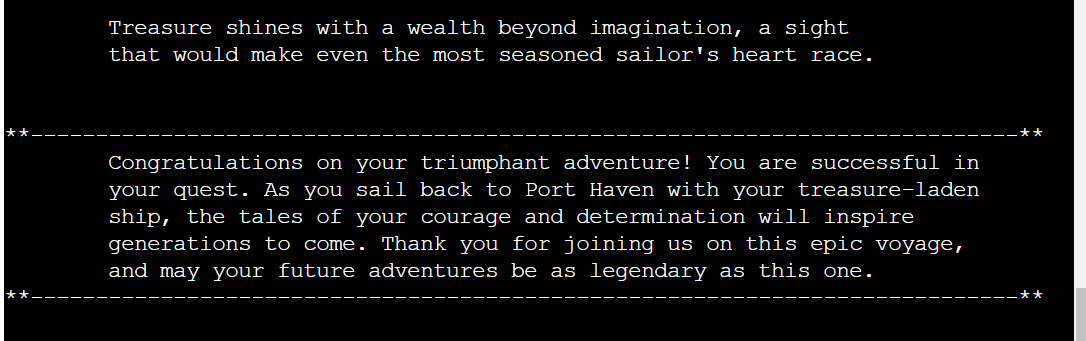 Treasure shines with a wealth beyond imagination, a sight
that would make even the most seasoned sailor's heart race.
**----------------------------------------------------------------------------**
Congratulations on your triumphant adventure! You are successful in
your quest. As you sail back to Port Haven with your treasure-laden
ship, the tales of your courage and determination will inspire
generations to come. Thank you for joining us on this epic voyage,
and may your future adventures be as legendary as this one.
**----------------------------------------------------------------------------**